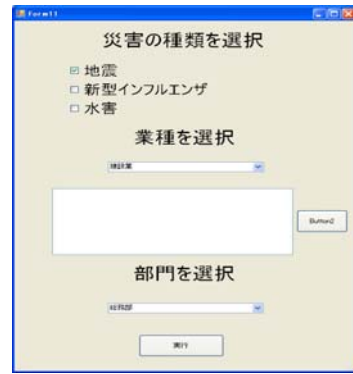 Form11
災害の種類を選択
地震
新型インフルエンザ
水害
業種を選択
建設業
Button2
部門を選択
総務部
実行